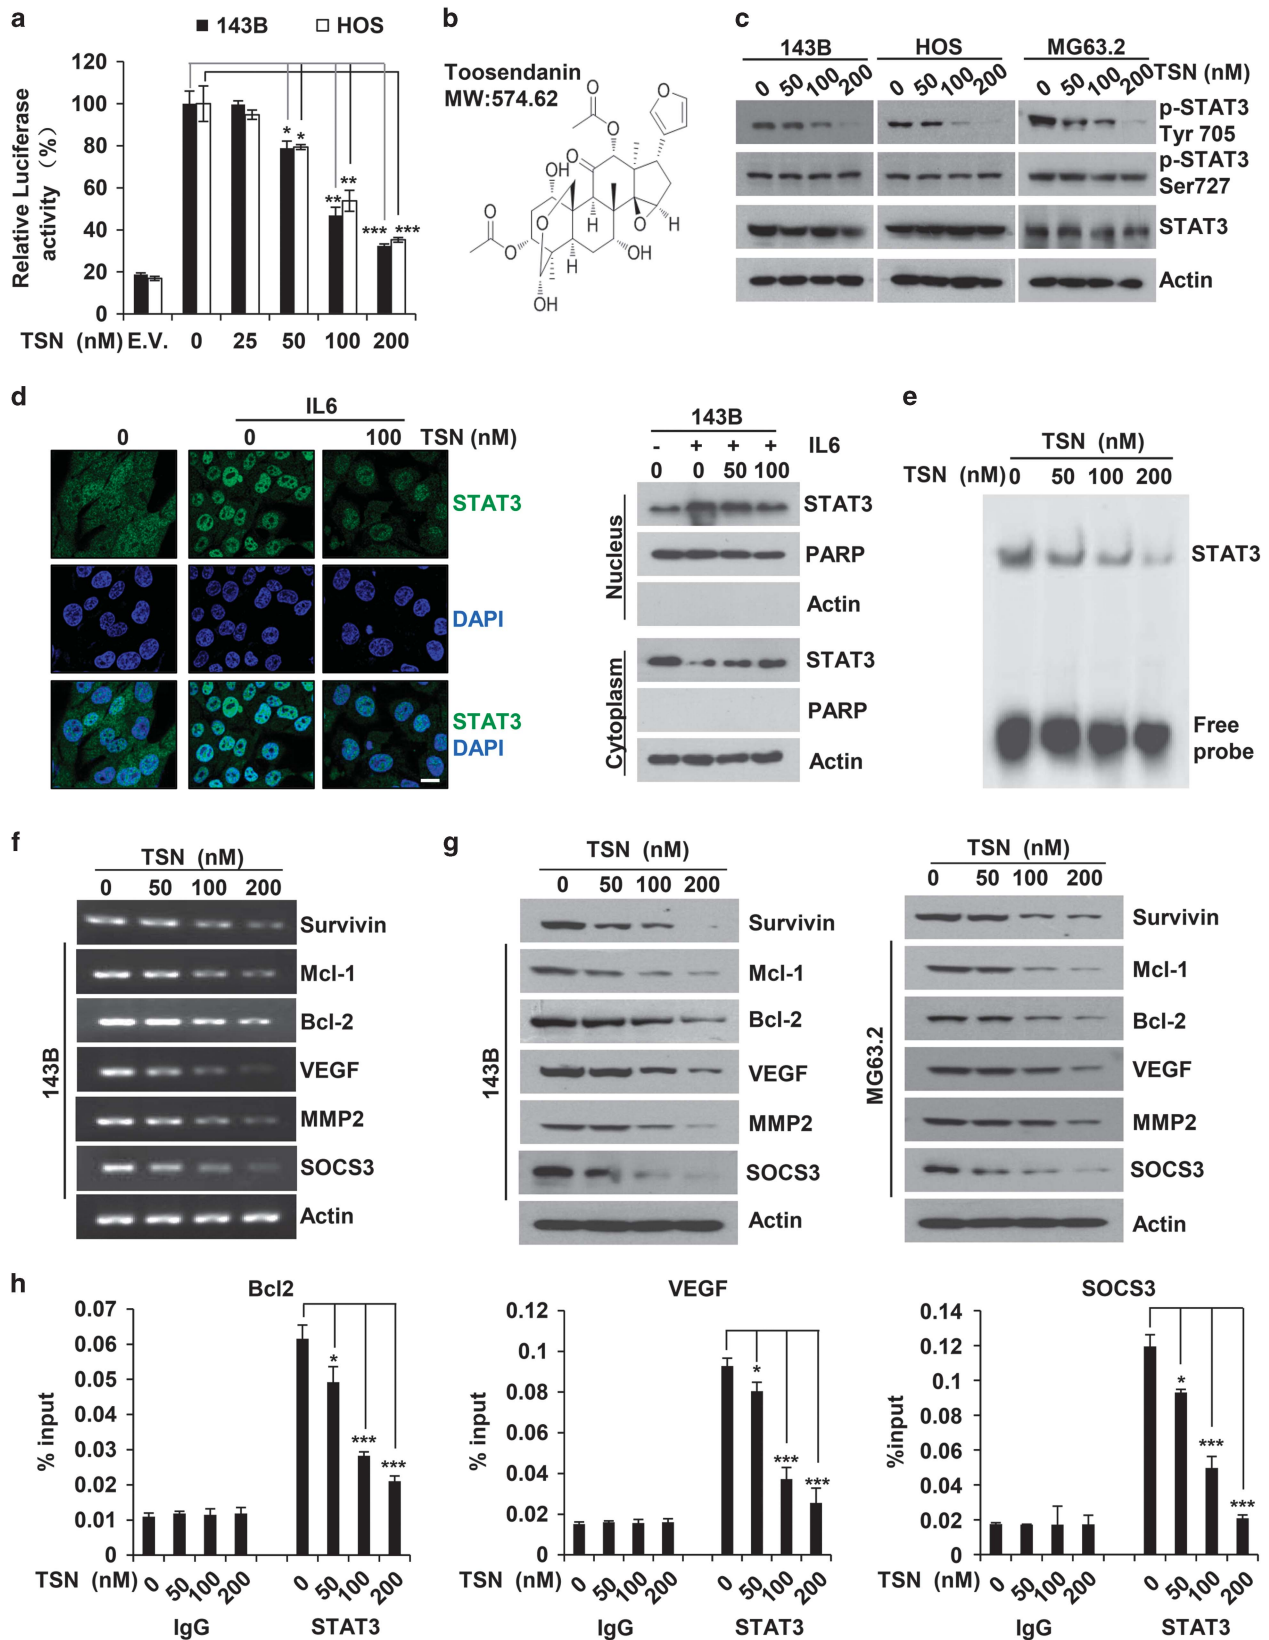 a
143B HOS
Relative Luciferase
activity (%)
120
100
80
60
40
20
0
* *
** **
*** ***
TSN (nM) E.V. 0 25 50 100 200
b
Toosendanin
MW:574.62
O
O
O
O
OH
O
H
O
H
O
O
H
OH
OH
c
143B HOS MG63.2
0 50 100 200 0 50 100 200 0 50 100 200 TSN (nM)
p-STAT3
Tyr 705
p-STAT3
Ser727
STAT3
Actin
d
IL6
0 0 100 TSN (nM)
STAT3
DAPI
STAT3
DAPI
143B
- + + + IL6
0 0 50 100
Nucleus
STAT3
PARP
Actin
Cytoplasm
STAT3
PARP
Actin
e
TSN (nM)
TSN (nM) 0 50 100 200
STAT3
Free
probe
f
TSN (nM)
0 50 100 200
143B
Survivin
Mcl-1
Bcl-2
VEGF
MMP2
SOCS3
Actin
g
TSN (nM)
0 50 100 200
143B
Survivin
Mcl-1
Bcl-2
VEGF
MMP2
SOCS3
Actin
TSN (nM)
0 50 100 200
MG63.2
Survivin
Mcl-1
Bcl-2
VEGF
MMP2
SOCS3
Actin
h
Bcl2
% input
0.07
0.06
0.05
0.04
0.03
0.02
0.01
0
*
***
***
TSN (nM) 0 50 100 200 0 50 100 200
IgG STAT3
VEGF
% input
0.12
0.1
0.08
0.06
0.04
0.02
0
*
***
***
TSN (nM) 0 50 100 200 0 50 100 200
IgG STAT3
SOCS3
%input
0.14
0.12
0.1
0.08
0.06
0.04
0.02
0
*
***
***
TSN (nM) 0 50 100 200 0 50 100 200
IgG STAT3